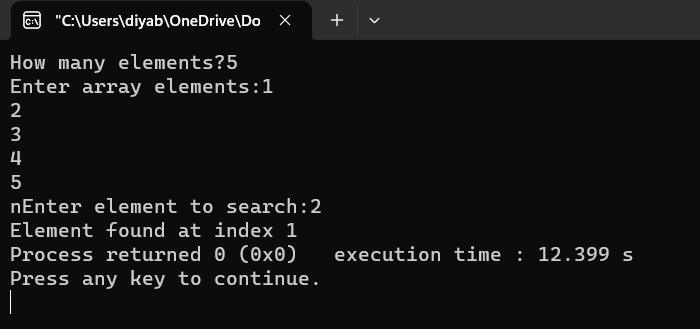 "C:\Users\diyab\OneDrive\Do
How many elements?5
Enter array elements:1
2
3
4
5
nEnter element to search:2
Element found at index 1
Process returned 0 (0x0)   execution time : 12.399 s
Press any key to continue.